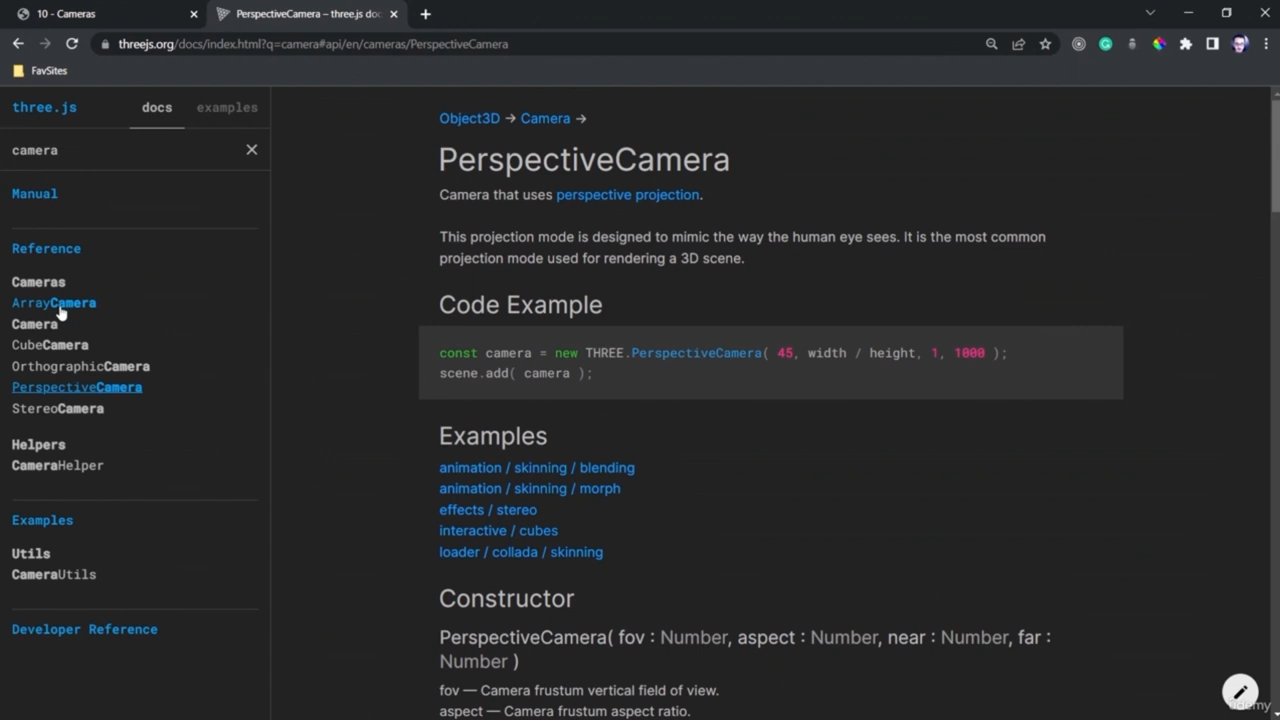 10 - Cameras
PerspectiveCamera – three.js doc
threejs.org/docs/index.html?q=camera#api/en/cameras/PerspectiveCamera
FavSites
three.js
docs
examples
camera
Manual
Reference
Cameras
ArrayCamera
Camera
CubeCamera
OrthographicCamera
PerspectiveCamera
StereoCamera
Helpers
CameraHelper
Examples
Utils
CameraUtils
Developer Reference
Object3D → Camera →
PerspectiveCamera
Camera that uses perspective projection.
This projection mode is designed to mimic the way the human eye sees. It is the most common
projection mode used for rendering a 3D scene.
Code Example
const camera = new THREE.PerspectiveCamera( 45, width / height, 1, 1000 );
scene.add( camera );
Examples
animation / skinning / blending
animation / skinning / morph
effects / stereo
interactive / cubes
loader / collada / skinning
Constructor
PerspectiveCamera( fov : Number, aspect : Number, near : Number, far :
Number )
fov — Camera frustum vertical field of view.
aspect — Camera frustum aspect ratio.
udemy